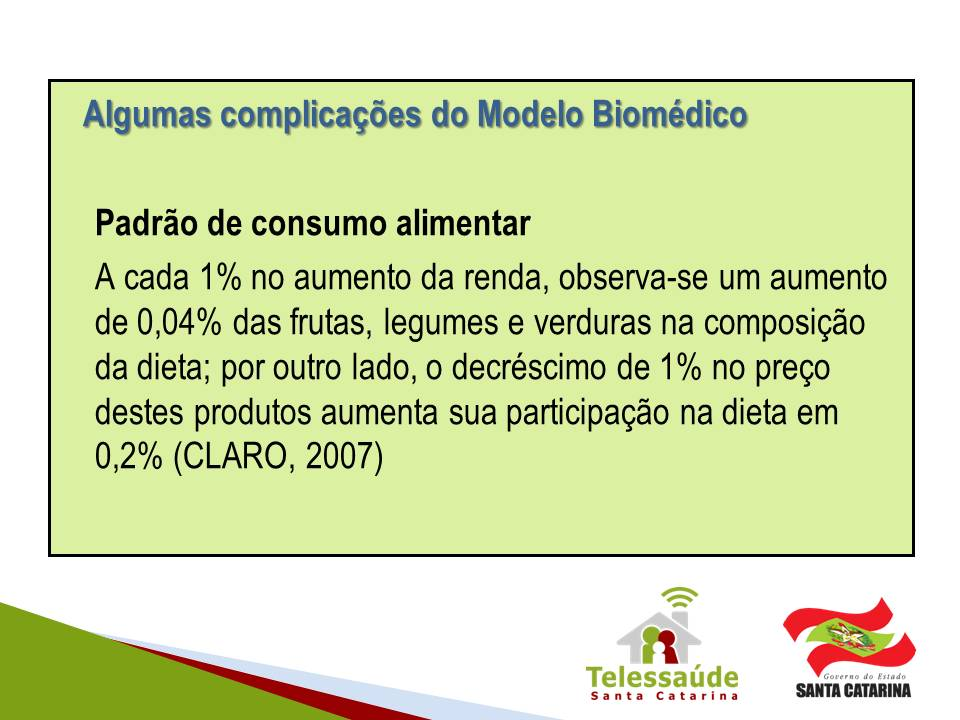 Algumas complicações do Modelo Biomédico
Padrão de consumo alimentar
A cada 1% no aumento da renda, observa-se um aumento
de 0,04% das frutas, legumes e verduras na composição
da dieta; por outro lado, o decréscimo de 1% no preço
destes produtos aumenta sua participação na dieta em
0,2% (CLARO, 2007)
Telessaúde
Santa Catarina
Governo do Estado
SANTA CATARINA